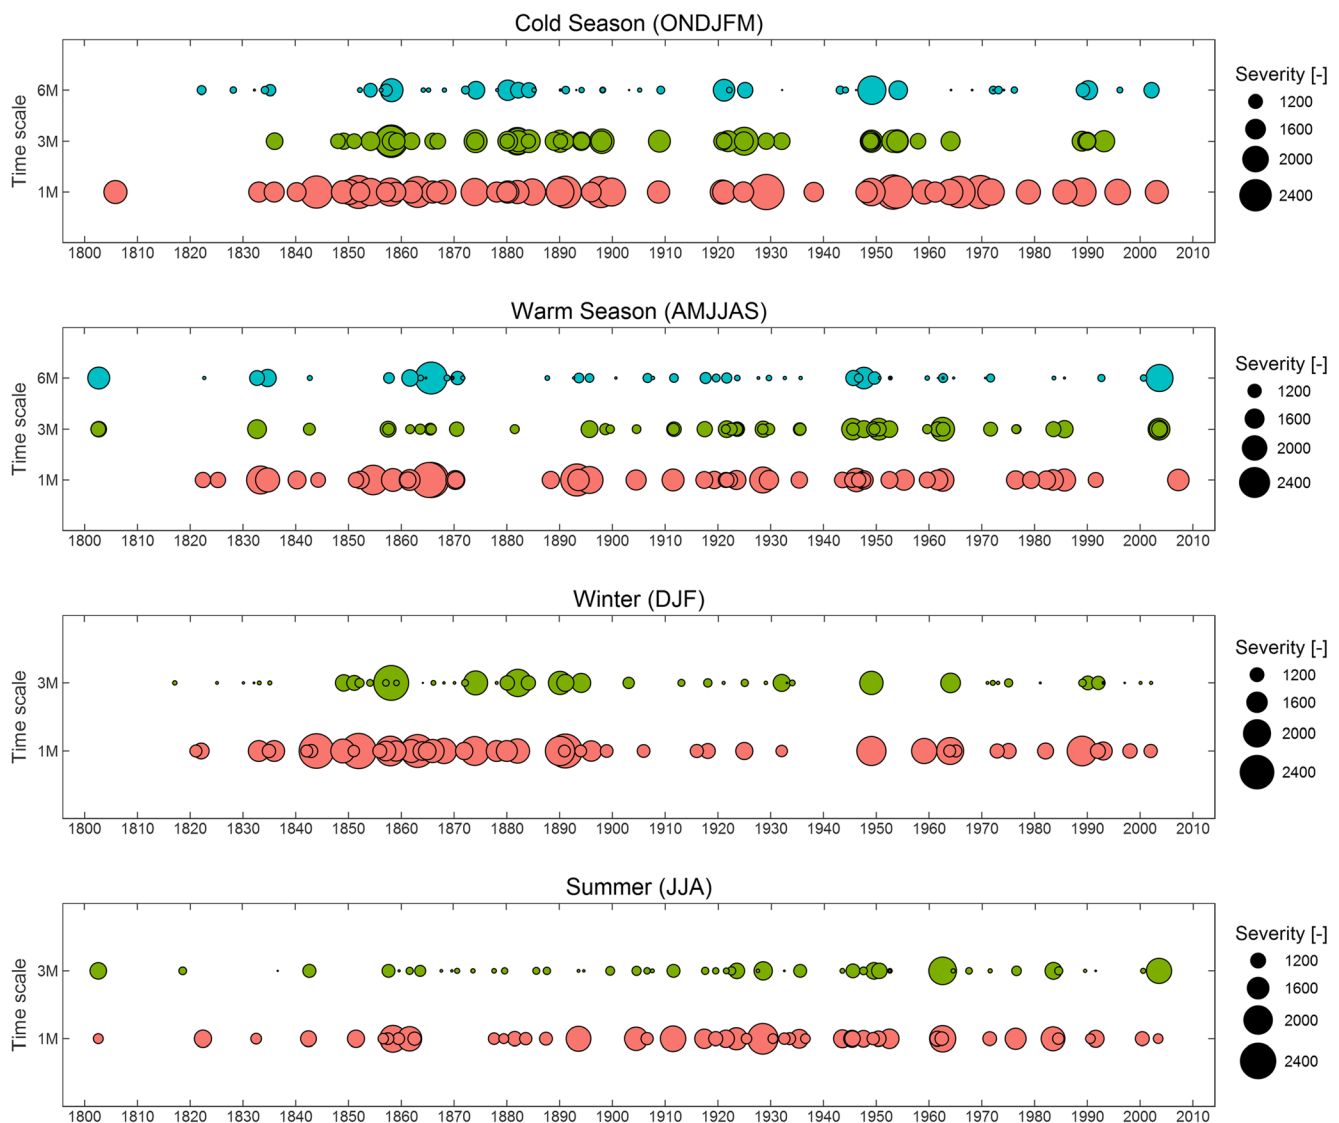 Cold Season (ONDJFM)
Time scale
6M
3M
1M
1800 1810 1820 1830 1840 1850 1860 1870 1880 1890 1900 1910 1920 1930 1940 1950 1960 1970 1980 1990 2000 2010
Severity [-]
1200
1600
2000
2400
Warm Season (AMJJAS)
Time scale
6M
3M
1M
1800 1810 1820 1830 1840 1850 1860 1870 1880 1890 1900 1910 1920 1930 1940 1950 1960 1970 1980 1990 2000 2010
Severity [-]
1200
1600
2000
2400
Winter (DJF)
Time scale
3M
1M
1800 1810 1820 1830 1840 1850 1860 1870 1880 1890 1900 1910 1920 1930 1940 1950 1960 1970 1980 1990 2000 2010
Severity [-]
1200
1600
2000
2400
Summer (JJA)
Time scale
3M
1M
1800 1810 1820 1830 1840 1850 1860 1870 1880 1890 1900 1910 1920 1930 1940 1950 1960 1970 1980 1990 2000 2010
Severity [-]
1200
1600
2000
2400